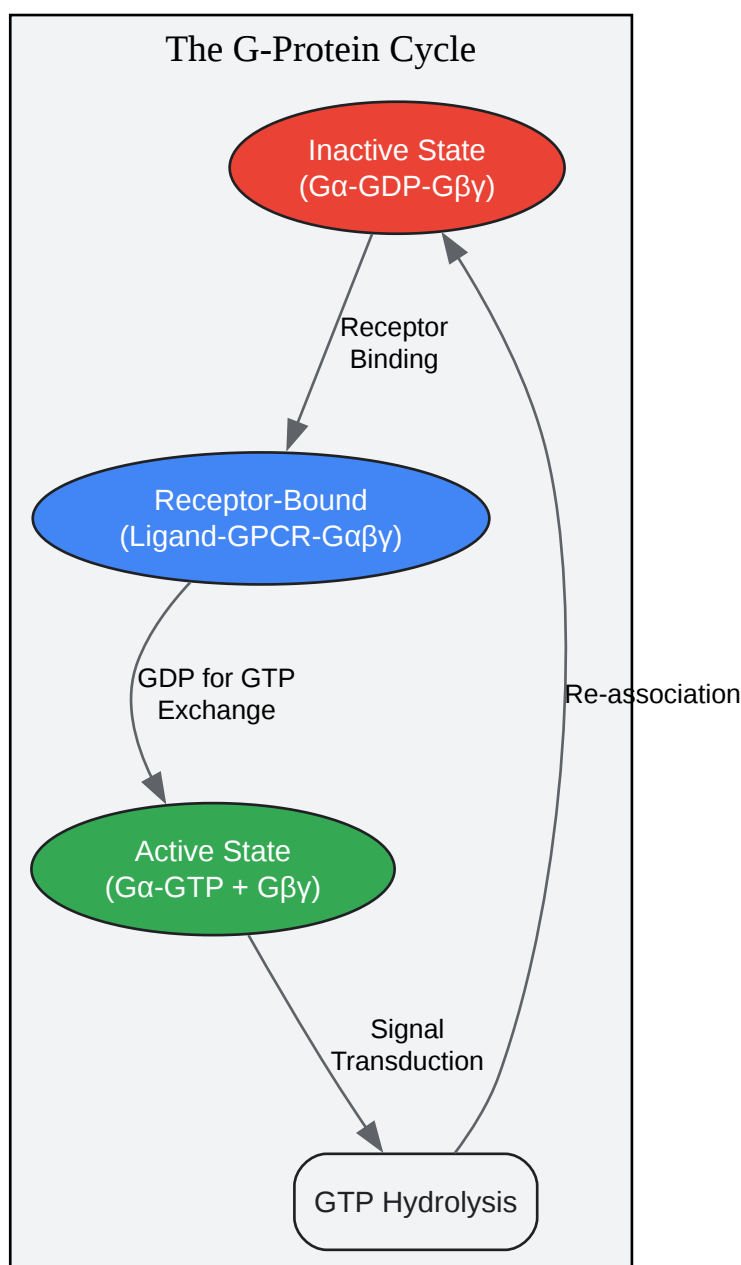 The G-Protein Cycle
Inactive State
(Gα-GDP-Gβγ)
Receptor
Binding
Receptor-Bound
(Ligand-GPCR-Gαβγ)
GDP for GTP
Exchange
Re-association
Active State
(Gα-GTP + Gβγ)
Signal
Transduction
GTP Hydrolysis